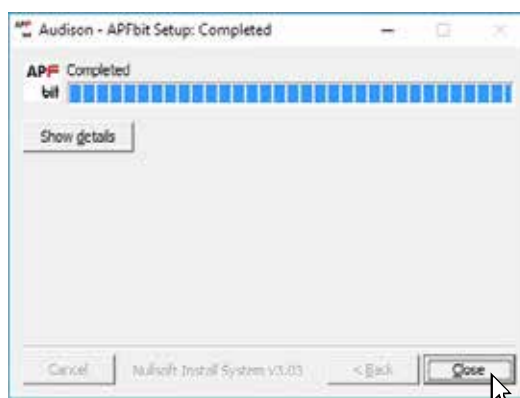 Audison - APFbit Setup: Completed
APF Completed
bit
Show details
Cancel
Nullsoft Install System v3.03
< Back
Close